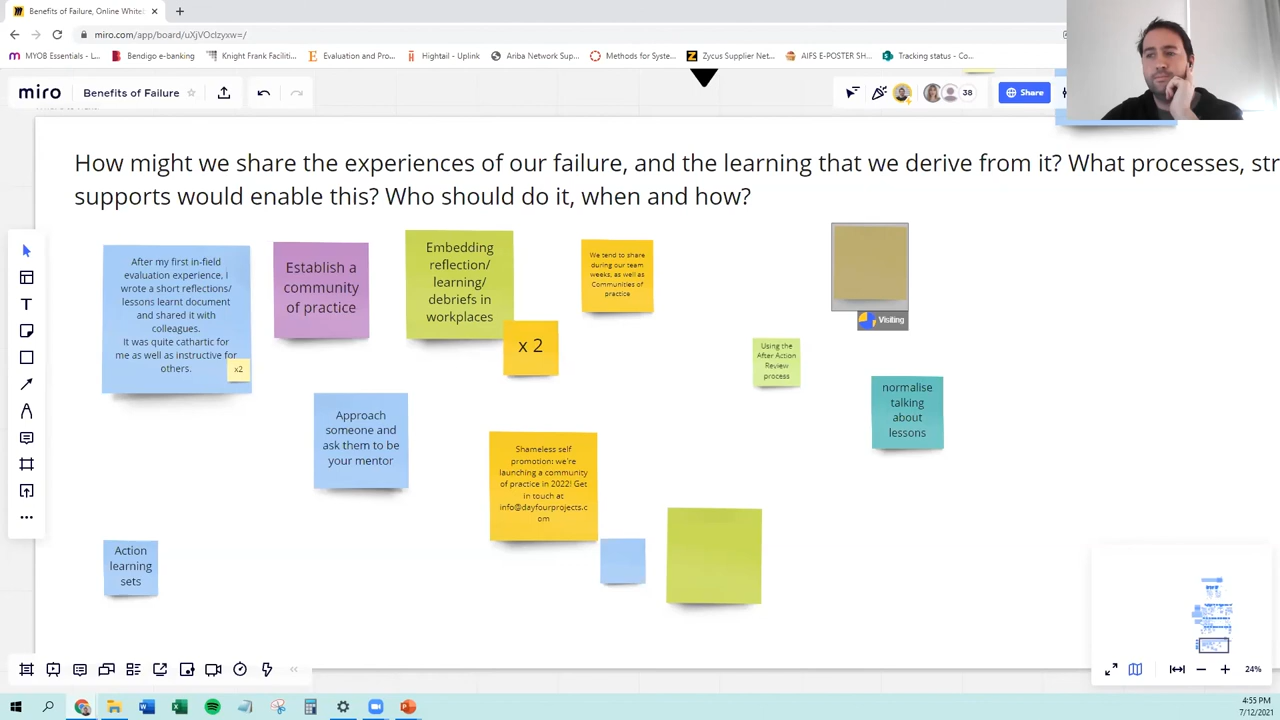 Benefits of Failure, Online White
miro.com/app/board/uXjVOclzyxw=/
MYOB Essentials - L...
Bendigo e-banking
Knight Frank Faciliti...
Evaluation and Pro...
Hightail - Uplink
Ariba Network Sup...
Methods for Syste...
Zycus Supplier Net...
AIFS E-POSTER SH...
Tracking status - Co...
miro
Benefits of Failure
38
Share
How might we share the experiences of our failure, and the learning that we derive from it? What processes, str
supports would enable this? Who should do it, when and how?
After my first in-field
evaluation experience, I
wrote a short reflections/
lessons learnt document
and shared it with
colleagues.
It was quite cathartic for
me as well as instructive for
others.
x2
Establish a
community
of practice
Embedding
reflection/
learning/
debriefs in
workplaces
x 2
We tend to share
during our team
weeks, as well as
Communities of
practice
Visiting
Using the
After Action
Review
process
normalise
talking
about
lessons
Approach
someone and
ask them to be
your mentor
Shameless self
promotion: we're
launching a community
of practice in 2022! Get
in touch at
info@dayfourprojects.c
om
Action
learning
sets
24%
4:55 PM
7/12/2021